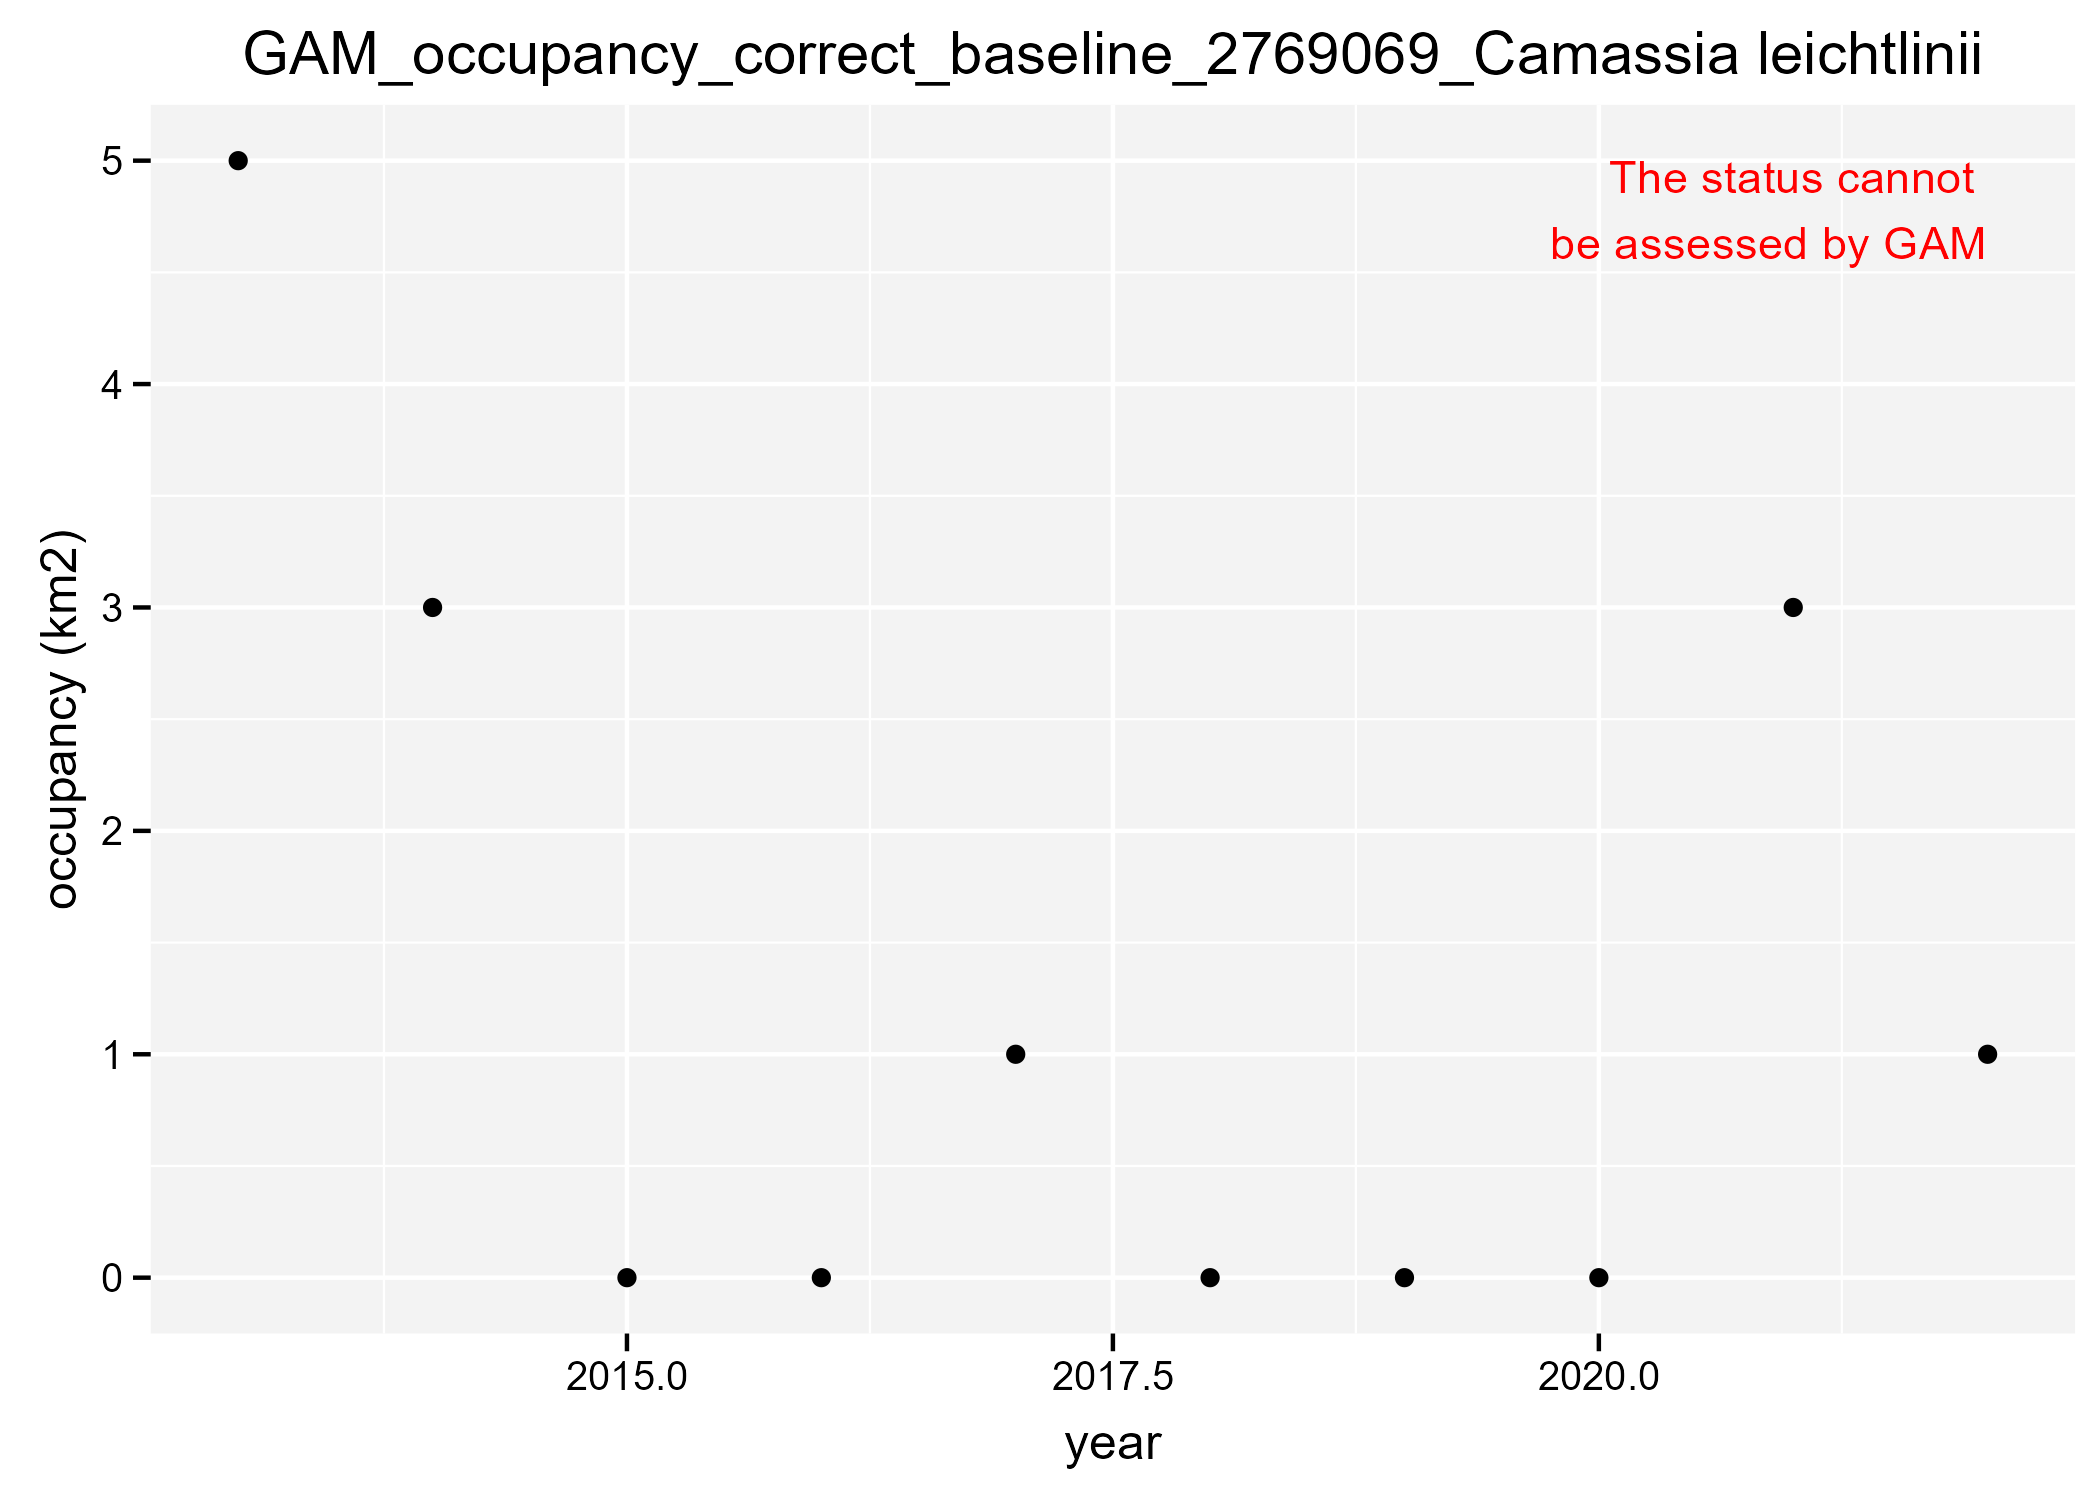 GAM_occupancy_correct_baseline_2769069_Camassia leichtlinii
The status cannot
be assessed by GAM
5
4
3
2
1
0
occupancy (km2)
2015.0
2017.5
2020.0
year